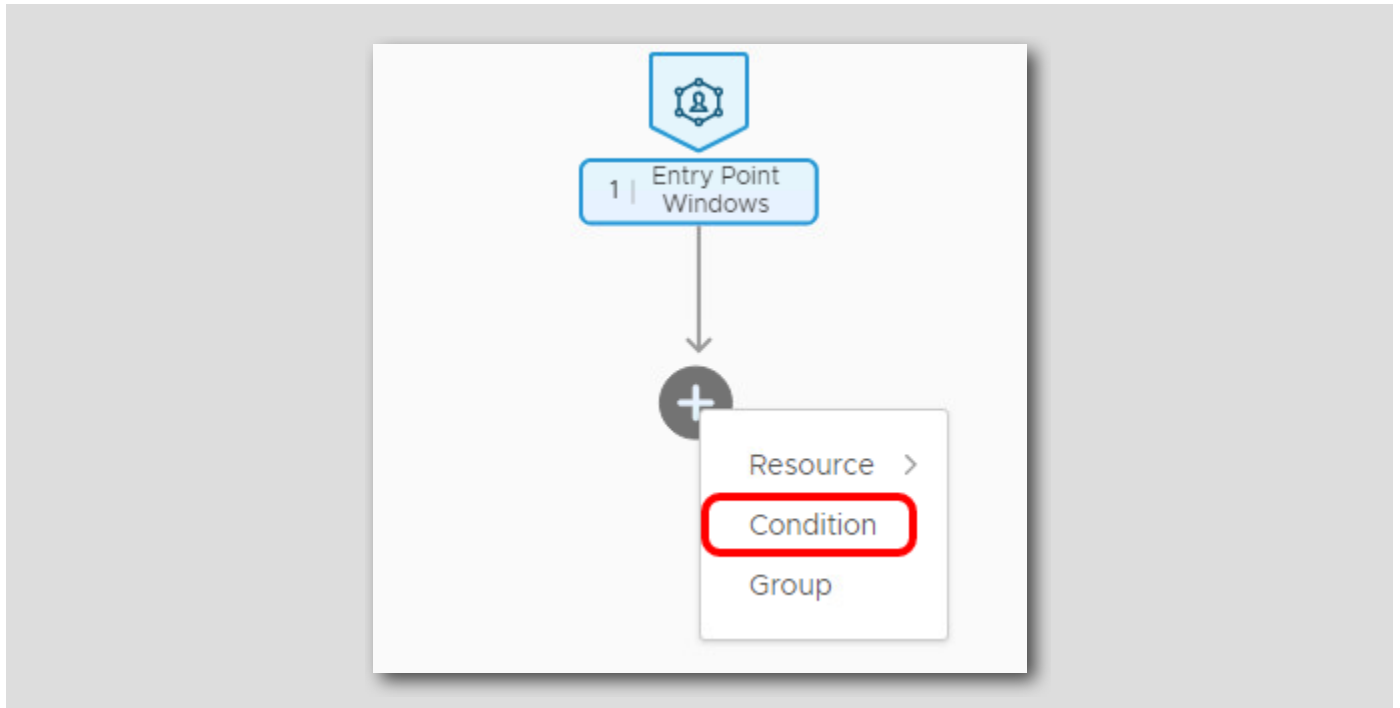 1 | Entry Point
Windows
Resource >
Condition
Group